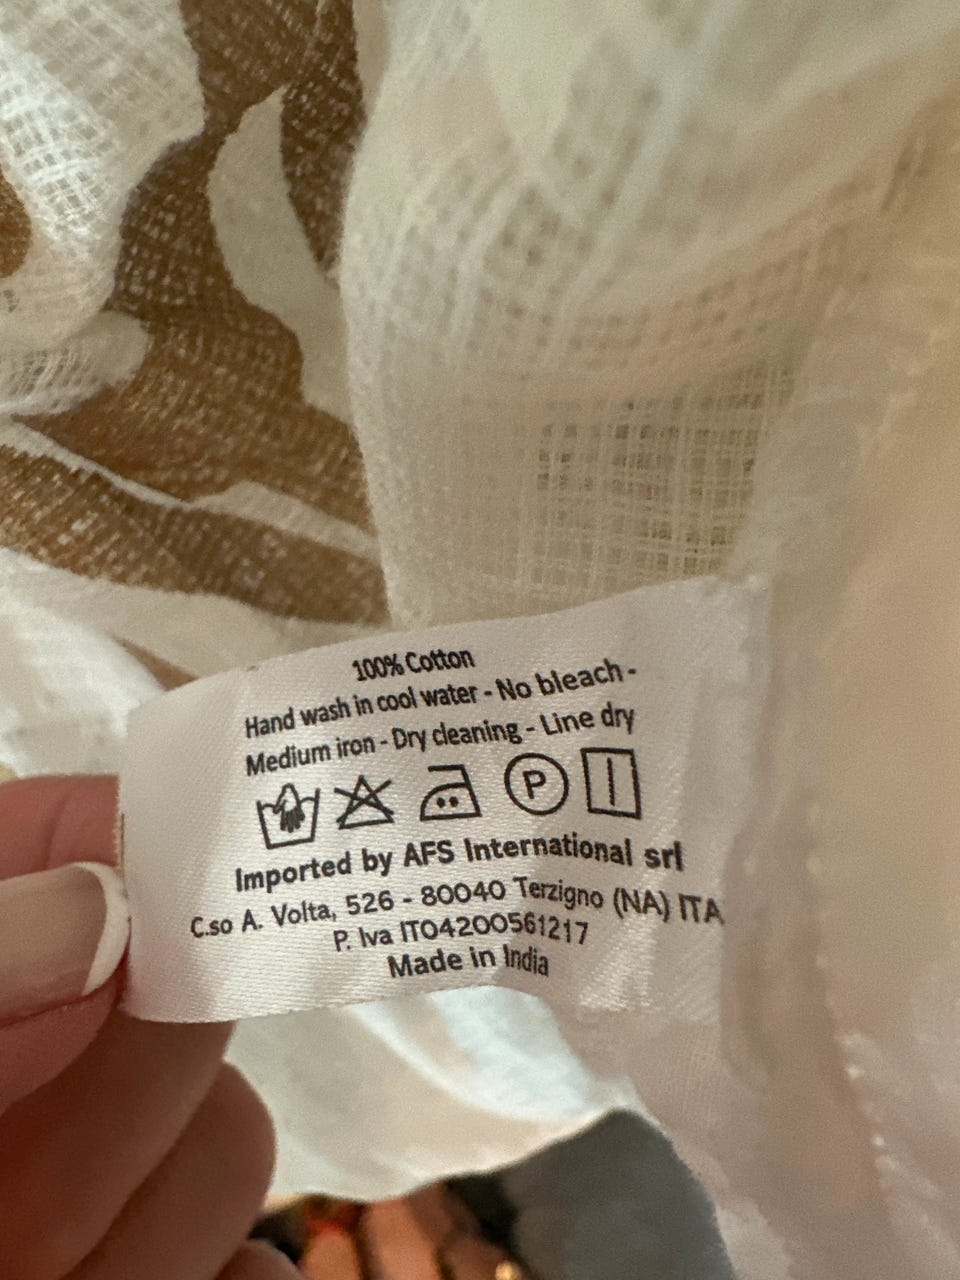 100% Cotton
Hand wash in cool water - No bleach -
Medium iron - Dry cleaning - Line dry
P
Imported by AFS International srl
C.so A. Volta, 526 - 80040 Terzigno (NA) ITA
P. Iva IT04200561217
Made in India